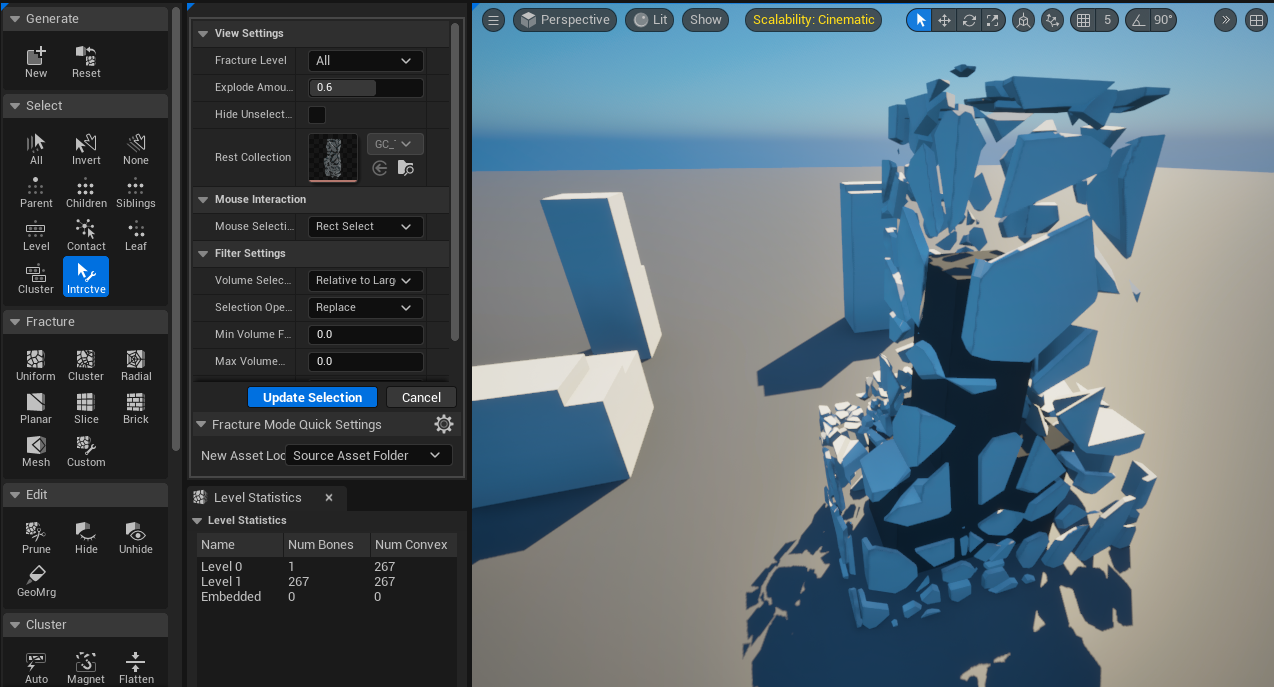 Generate
New
Reset
Select
All
Invert
None
Parent
Children
Siblings
Level
Contact
Leaf
Cluster
Intrctve
Fracture
Uniform
Cluster
Radial
Planar
Slice
Brick
Mesh
Custom
Edit
Prune
Hide
Unhide
GeoMrg
Cluster
Auto
Magnet
Flatten
View Settings
Fracture Level
All
Explode Amou...
0.6
Hide Unselect...
Rest Collection
GC_
Mouse Interaction
Mouse Selecti...
Rect Select
Filter Settings
Volume Selec...
Relative to Larg
Selection Ope...
Replace
Min Volume F...
0.0
Max Volume...
0.0
Update Selection
Cancel
Fracture Mode Quick Settings
New Asset Loc
Source Asset Folder
Level Statistics
Level Statistics
Name Num Bones Num Convex
Level 0 1 267
Level 1 267 267
Embedded 0 0
Perspective
Lit
Show
Scalability: Cinematic
5
90°